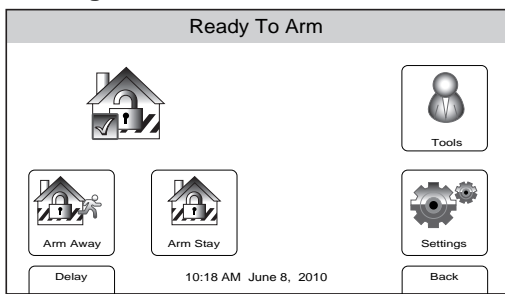 Ready To Arm
Tools
Arm Away
Arm Stay
Settings
Delay
10:18 AM June 8, 2010
Back